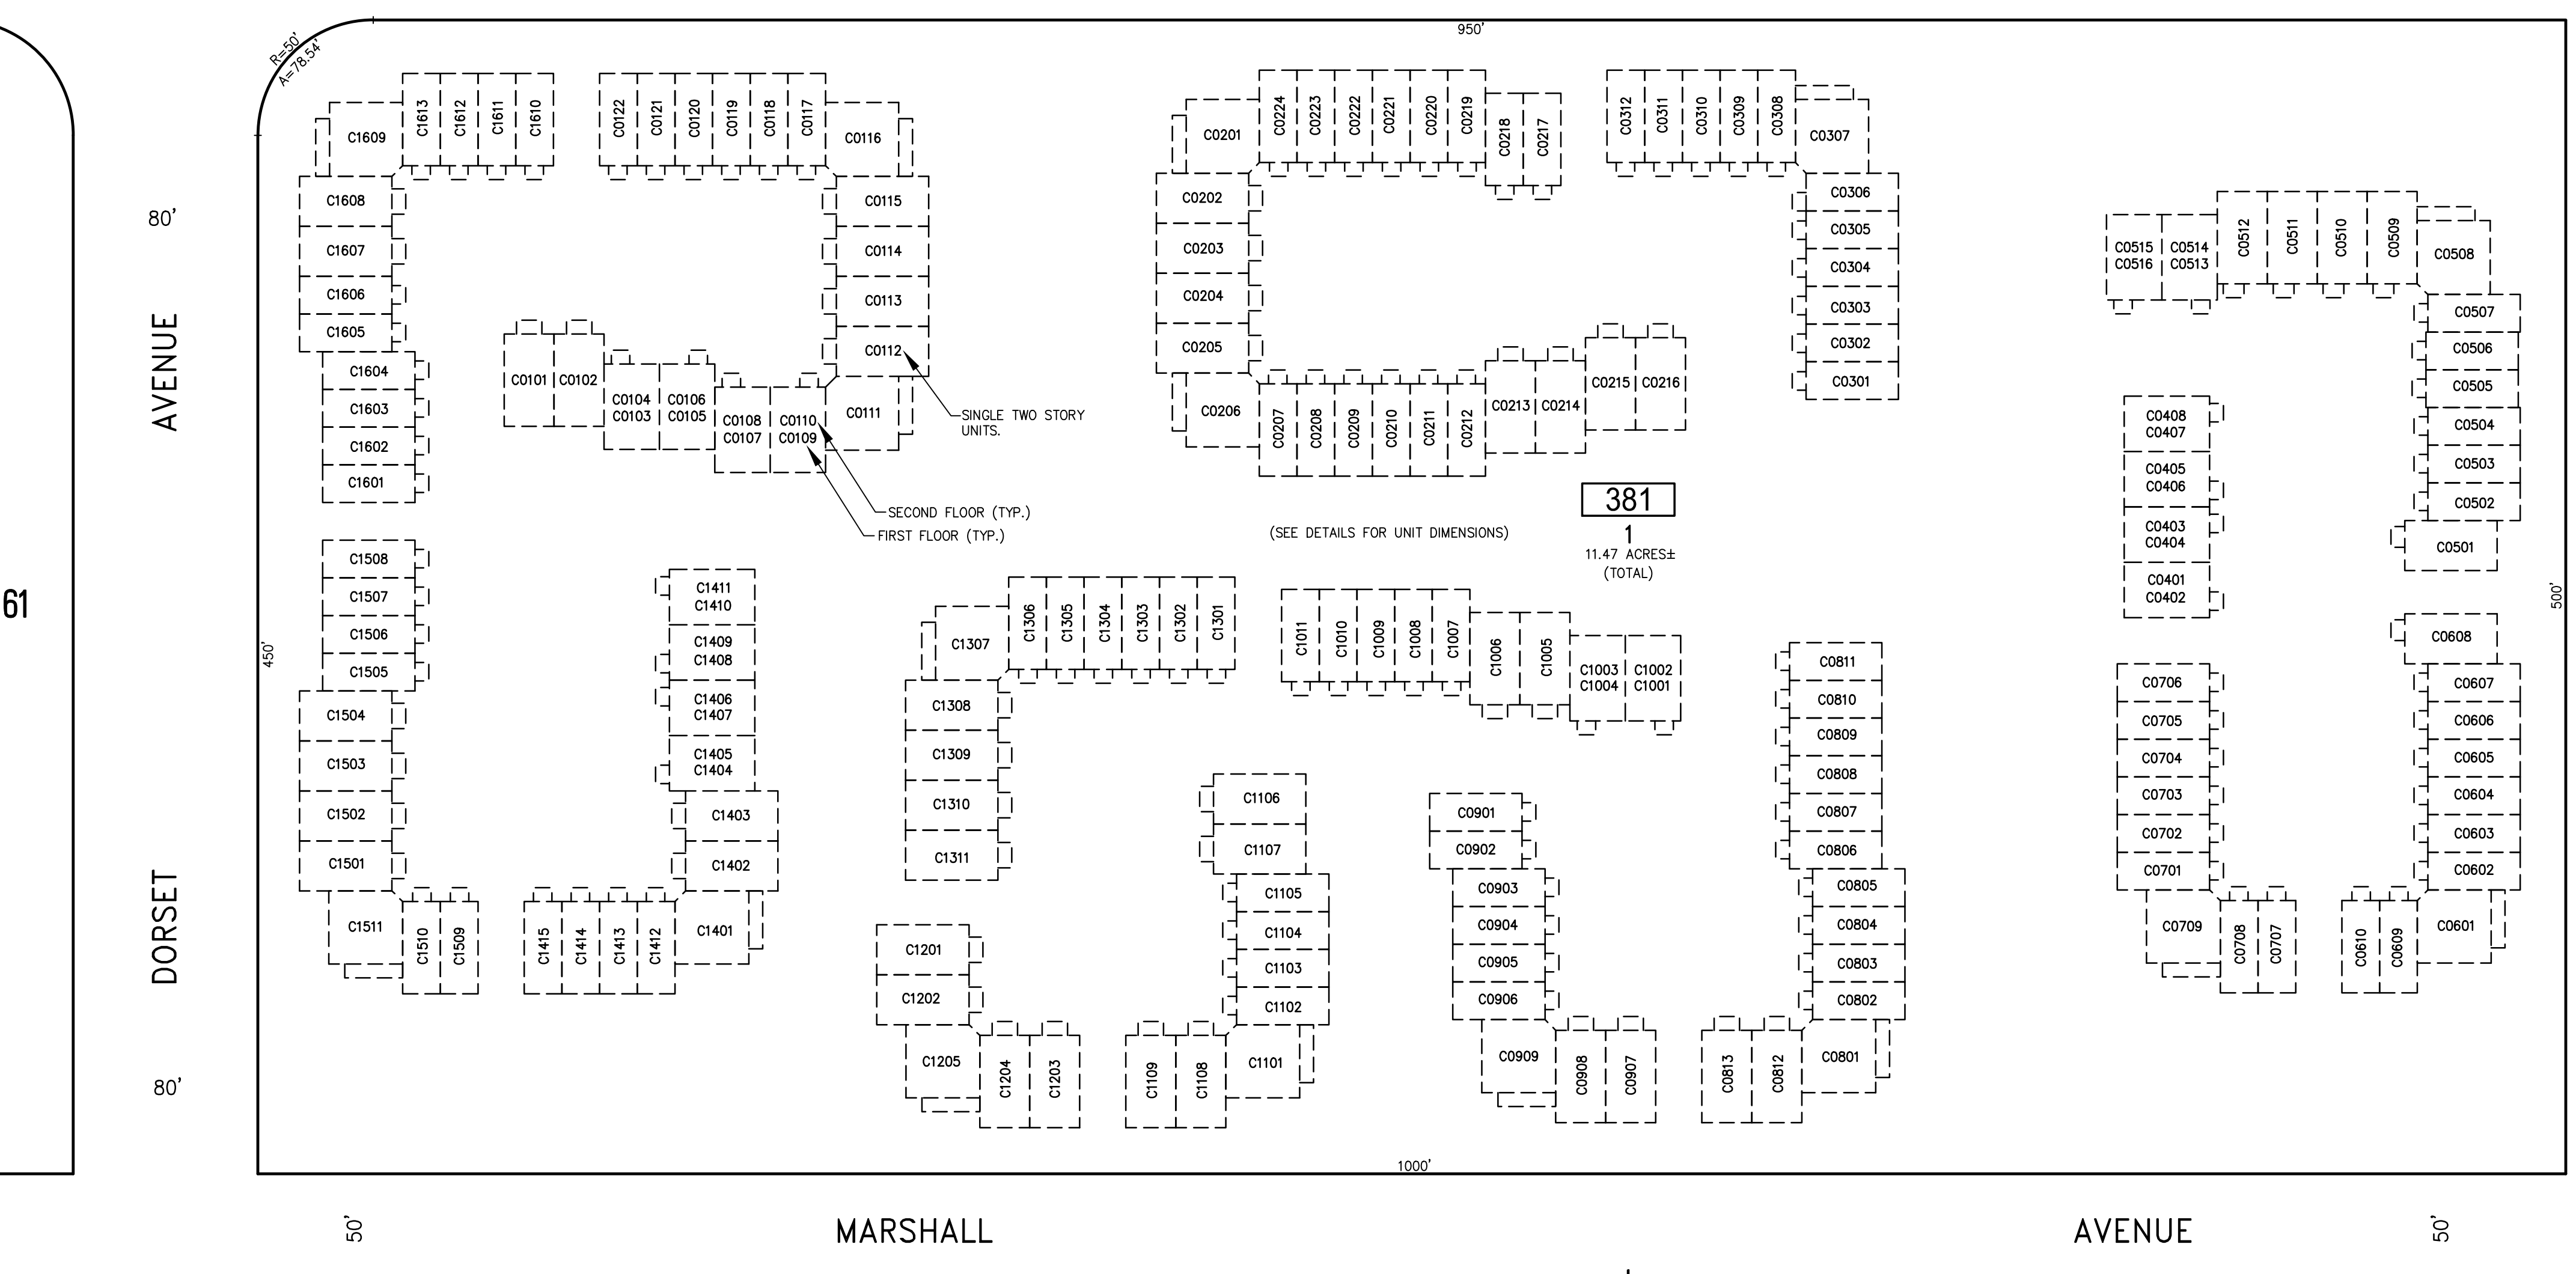 950'
R=50'
A=78.54'
C1613
C1612
C1611
C1610
C1609
C1608
C1607
C1606
C1605
C1604
C1603
C1602
C1601
C0122
C0121
C0120
C0119
C0118
C0117
C0116
C0115
C0114
C0113
C0112
C0111
C0101
C0102
C0104
C0103
C0106
C0105
C0108
C0107
C0110
C0109
SINGLE TWO STORY
UNITS.
SECOND FLOOR (TYP.)
FIRST FLOOR (TYP.)
C0201
C0224
C0223
C0222
C0221
C0220
C0219
C0218
C0217
C0202
C0203
C0204
C0205
C0206
C0207
C0208
C0209
C0210
C0211
C0212
C0213
C0214
C0215
C0216
C0312
C0311
C0310
C0309
C0308
C0307
C0306
C0305
C0304
C0303
C0302
C0301
381
1
11.47 ACRES±
(TOTAL)
(SEE DETAILS FOR UNIT DIMENSIONS)
C0515
C0516
C0514
C0513
C0512
C0511
C0510
C0509
C0508
C0507
C0506
C0505
C0504
C0503
C0502
C0501
C0408
C0407
C0405
C0406
C0403
C0404
C0401
C0402
80'
AVENUE
61
450'
500'
C1508
C1507
C1506
C1505
C1504
C1503
C1502
C1501
C1511
C1510
C1509
C1411
C1410
C1409
C1408
C1406
C1407
C1405
C1404
C1403
C1402
C1401
C1415
C1414
C1413
C1412
C1307
C1306
C1305
C1304
C1303
C1302
C1301
C1308
C1309
C1310
C1311
C1201
C1202
C1205
C1204
C1203
C1106
C1107
C1105
C1104
C1103
C1102
C1101
C1109
C1108
C1011
C1010
C1009
C1008
C1007
C1006
C1005
C1003
C1004
C1002
C1001
C0901
C0902
C0903
C0904
C0905
C0906
C0909
C0908
C0907
C0811
C0810
C0809
C0808
C0807
C0806
C0805
C0804
C0803
C0802
C0801
C0813
C0812
C0706
C0705
C0704
C0703
C0702
C0701
C0709
C0708
C0707
C0608
C0607
C0606
C0605
C0604
C0603
C0602
C0601
C0610
C0609
DORSET
80'
1000'
50'
MARSHALL
AVENUE
50'